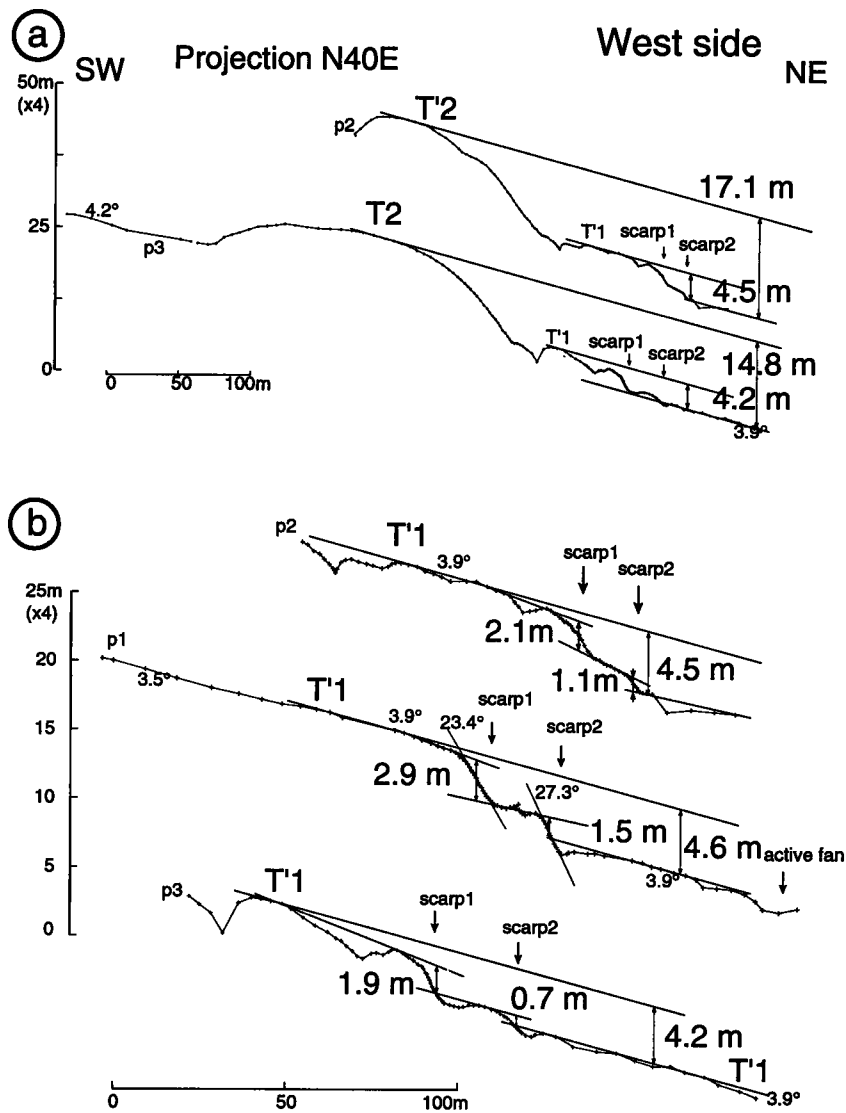 a
SW
Projection N40E
West side
NE
50m
(x4)
p2
T'2
17.1 m
4.2°
p3
T2
25
T'1
scarp1
scarp2
4.5 m
T'1
scarp1
scarp2
14.8 m
4.2 m
3.9°
0
0
50
100m
b
p2
T'1
3.9°
scarp1
scarp2
25m
(x4)
2.1m
4.5 m
1.1m
p1
20
3.5°
T'1
3.9°
23.4°
scarp1
scarp2
15
2.9 m
27.3°
10
1.5 m
4.6 m
active fan
3.9°
5
p3
T'1
scarp1
scarp2
0
1.9 m
0.7 m
4.2 m
T'1
3.9°
0
50
100m